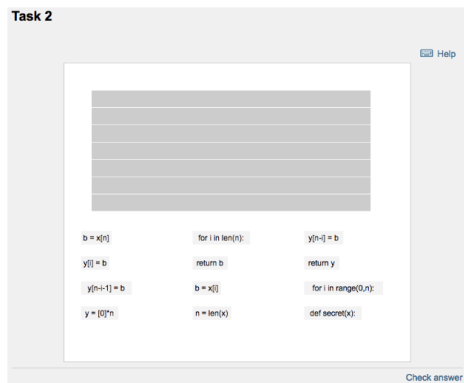 Task 2
Help
b = x[n]
for i in len(n):
y[n-i] = b
y[i] = b
return b
return y
y[n-i-1] = b
b = x[i]
for i in range(0,n):
y = [0]*n
n = len(x)
def secret(x):
Check answer